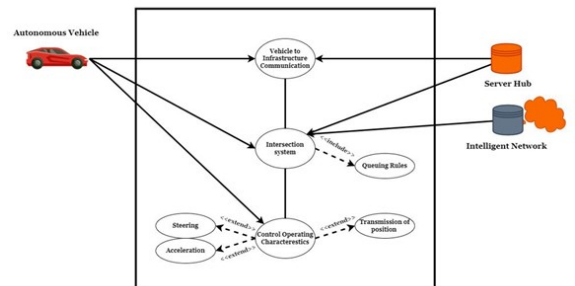 Autonomous Vehicle
Vehicle to
Infrastructure
Communication
Server Hub
Intelligent Network
Intersection
system
<<include>>
Queuing Rules
Steering
<<extend>>
Acceleration
<<extend>>
Control Operating
Characterestics
<<extend>>
Transmission of
position